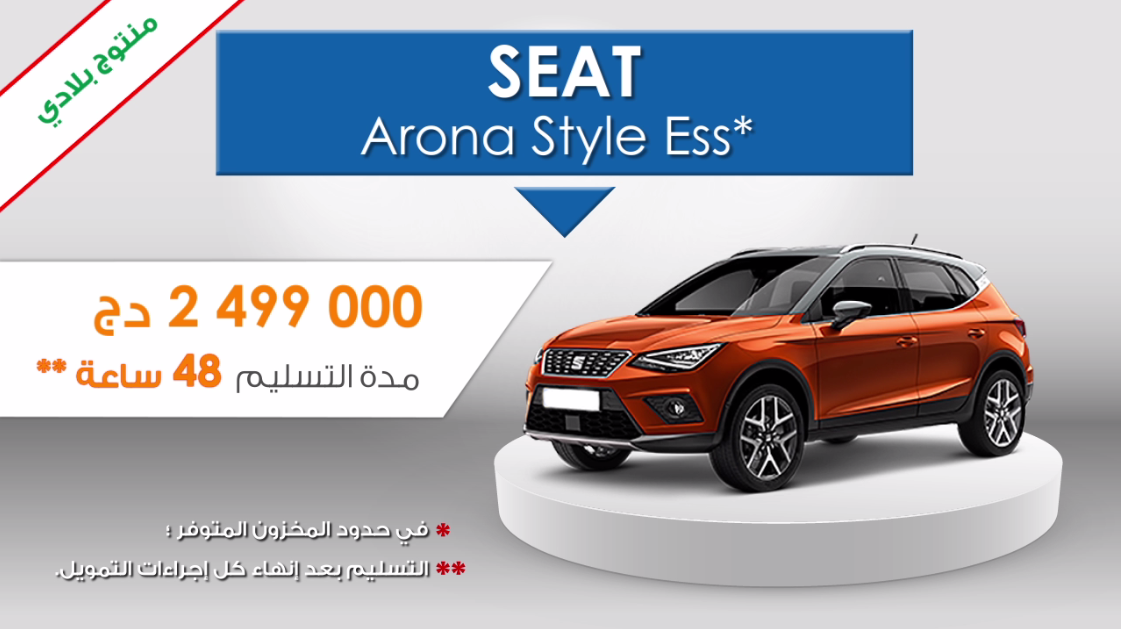 منتوج بلادي
SEAT
Arona Style Ess*
2 499 000 دج
مدة التسليم 48 ساعة **
* في حدود المخزون المتوفر ؛
** التسليم بعد إنهاء كل إجراءات التمويل.